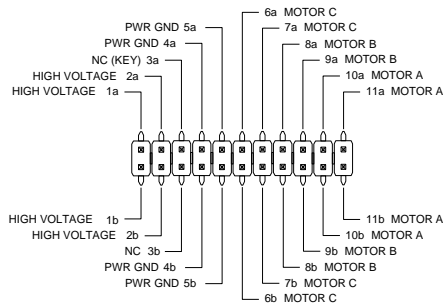 6a MOTOR C
PWR GND 5a
7a MOTOR C
PWR GND 4a
8a MOTOR B
NC (KEY) 3a
9a MOTOR B
HIGH VOLTAGE 2a
10a MOTOR A
HIGH VOLTAGE 1a
11a MOTOR A
HIGH VOLTAGE 1b
11b MOTOR A
HIGH VOLTAGE 2b
10b MOTOR A
NC 3b
9b MOTOR B
PWR GND 4b
8b MOTOR B
PWR GND 5b
7b MOTOR C
6b MOTOR C